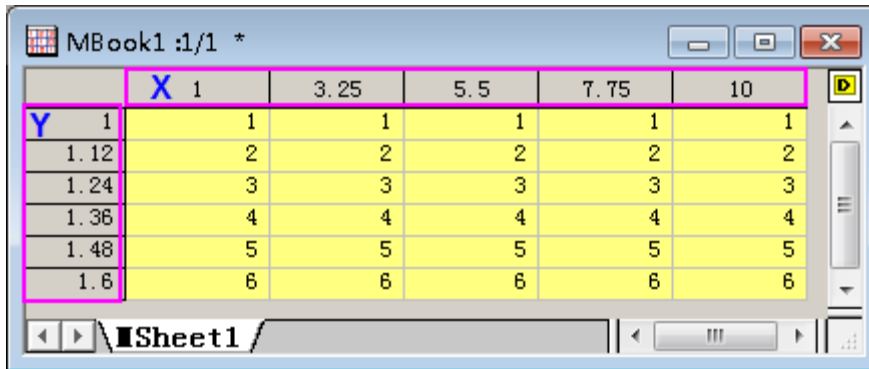 MBook1 :1/1 *
X 1 3.25 5.5 7.75 10 D
Y 1 1 1 1 1 1
1.12 2 2 2 2 2
1.24 3 3 3 3 3
1.36 4 4 4 4 4
1.48 5 5 5 5 5
1.6 6 6 6 6 6
MSheet1